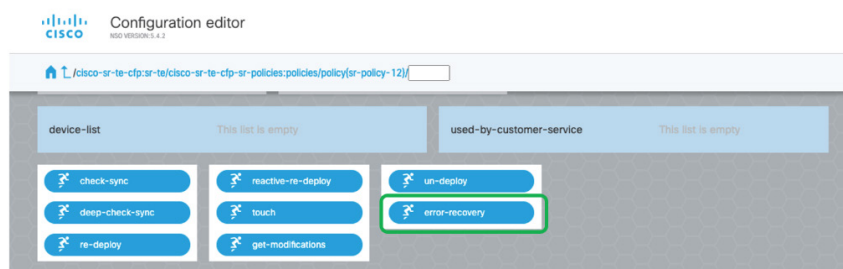 CISCO
Configuration editor
NSO VERSION:5.4.2
/cisco-sr-te-cfp:sr-te/cisco-sr-te-cfp-sr-policies:policies/policy{sr-policy-12}/
device-list This list is empty used-by-customer-service This list is empty
check-sync reactive-re-deploy un-deploy
deep-check-sync touch error-recovery
re-deploy get-modifications